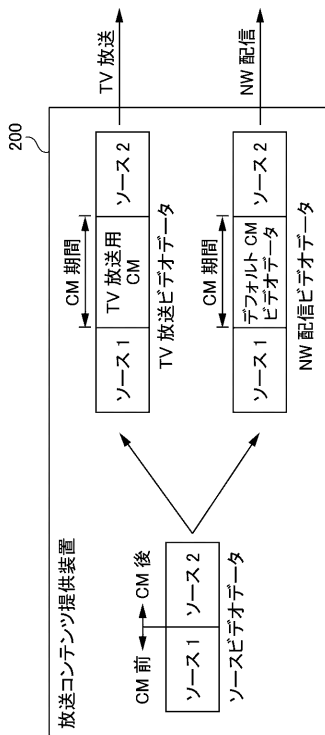 200
放送コンテンツ提供装置
CM 前
CM 後
ソース1
ソース2
ソースビデオデータ
CM 期間
ソース1
TV 放送用
CM
ソース2
TV 放送ビデオデータ
TV 放送
CM 期間
ソース1
デフォルト CM
ビデオデータ
ソース2
NW 配信ビデオデータ
NW 配信